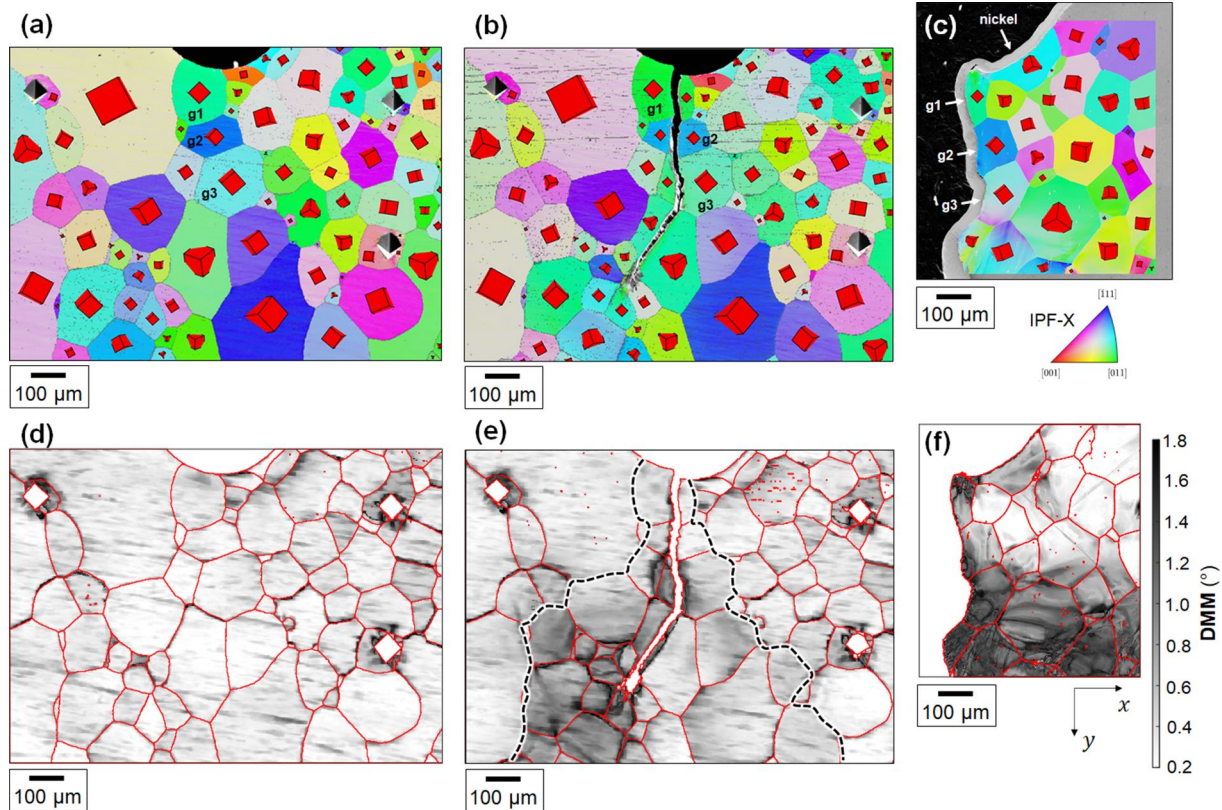 (a)
(b)
(c)
nickel
g1
g2
g3
g1
g2
g3
g1
g2
g3
100 µm
100 µm
100 µm
IPF-X
[1̄11]
[001]
[011]
(d)
(e)
(f)
1.8
1.6
1.4
1.2
1.0
0.8
0.6
0.4
0.2
DMM (°)
100 µm
100 µm
100 µm
x
y